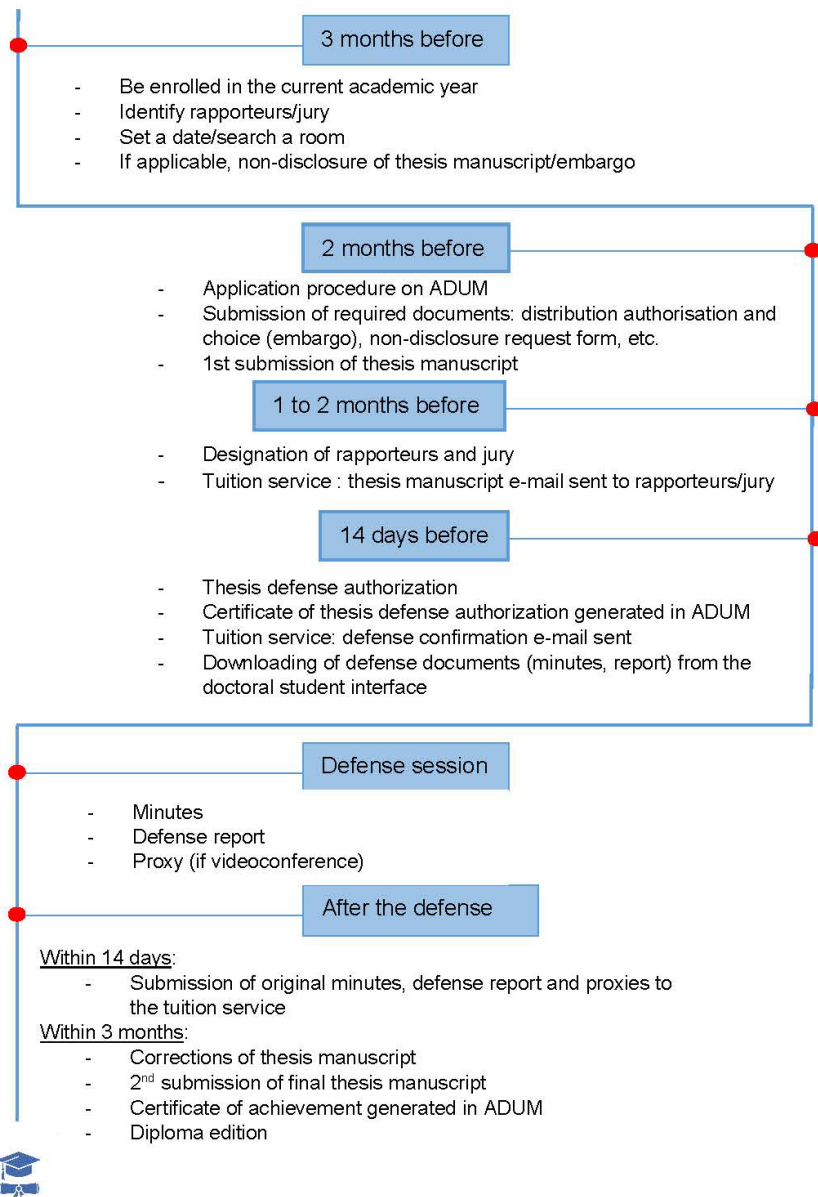 3 months before
- Be enrolled in the current academic year
- Identify rapporteurs/jury
- Set a date/search a room
- If applicable, non-disclosure of thesis manuscript/embargo
2 months before
- Application procedure on ADUM
- Submission of required documents: distribution authorisation and
choice (embargo), non-disclosure request form, etc.
- 1st submission of thesis manuscript
1 to 2 months before
- Designation of rapporteurs and jury
- Tuition service : thesis manuscript e-mail sent to rapporteurs/jury
14 days before
- Thesis defense authorization
- Certificate of thesis defense authorization generated in ADUM
- Tuition service: defense confirmation e-mail sent
- Downloading of defense documents (minutes, report) from the
doctoral student interface
Defense session
- Minutes
- Defense report
- Proxy (if videoconference)
After the defense
Within 14 days:
- Submission of original minutes, defense report and proxies to
the tuition service
Within 3 months:
- Corrections of thesis manuscript
- 2nd submission of final thesis manuscript
- Certificate of achievement generated in ADUM
- Diploma edition